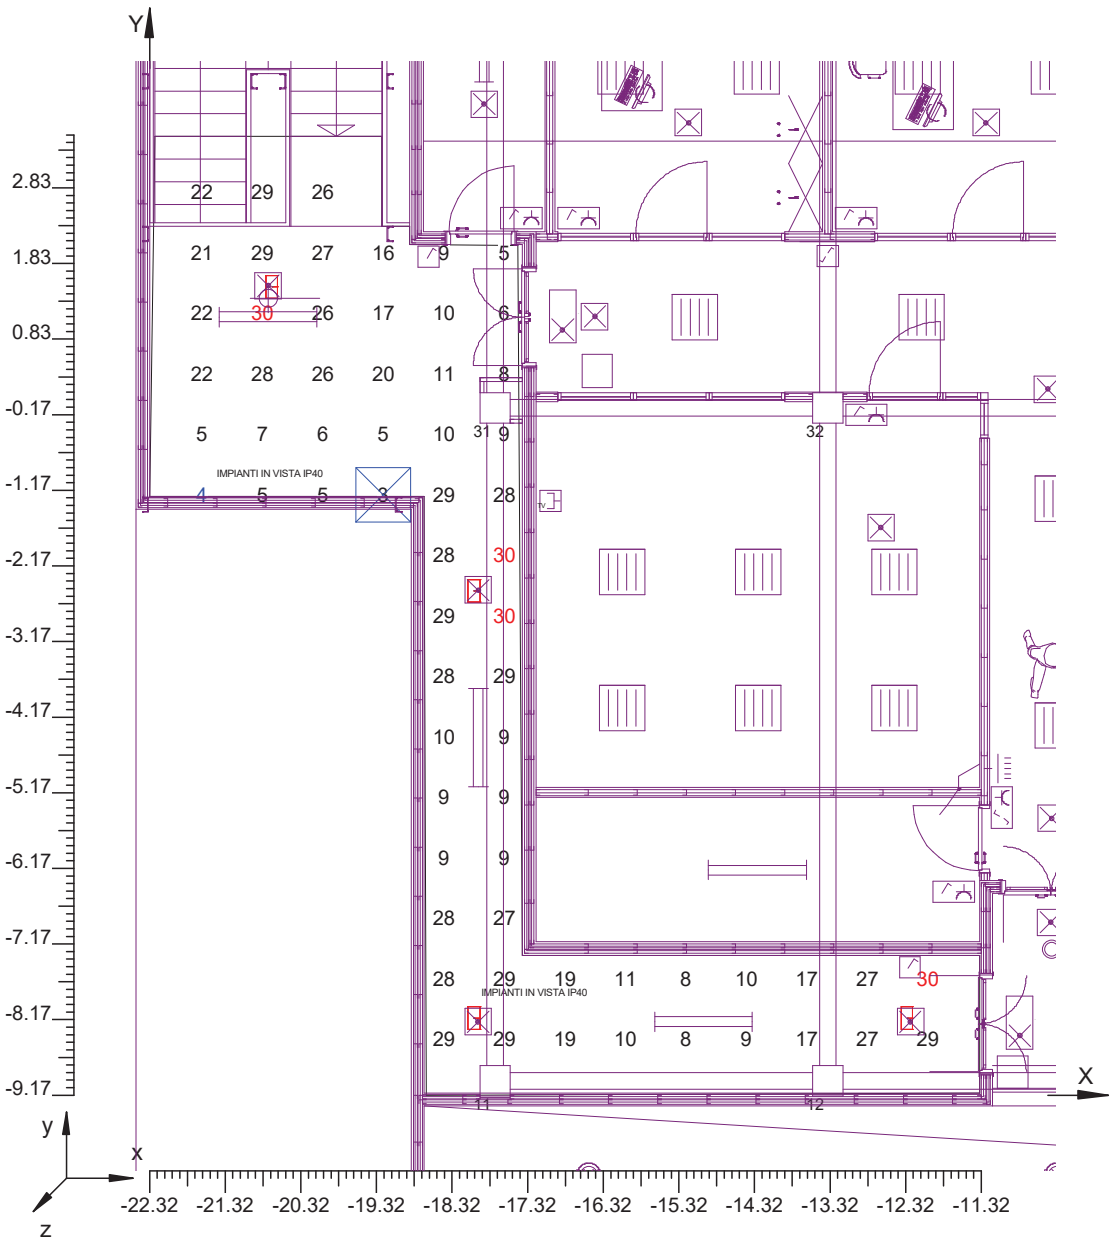 Y
2.83
22 29 26
21 29 27 16 9 5
1.83
22 30 26 17 10 6
0.83
22 28 26 20 11 8
-0.17
31 32
5 7 6 5 10 9
IMPIANTI IN VISTA IP40
-1.17
4 5 5 3 29 28
TV
28 30
-2.17
29 30
-3.17
28 29
-4.17
10 9
-5.17
9 9
9 9
-6.17
28 27
-7.17
28 29 19 11 8 10 17 27 30
IMPIANTI IN VISTA IP40
-8.17
29 29 19 10 8 9 17 27 29
X
-9.17
11 12
y
x
z
-22.32 -21.32 -20.32 -19.32 -18.32 -17.32 -16.32 -15.32 -14.32 -13.32 -12.32 -11.32